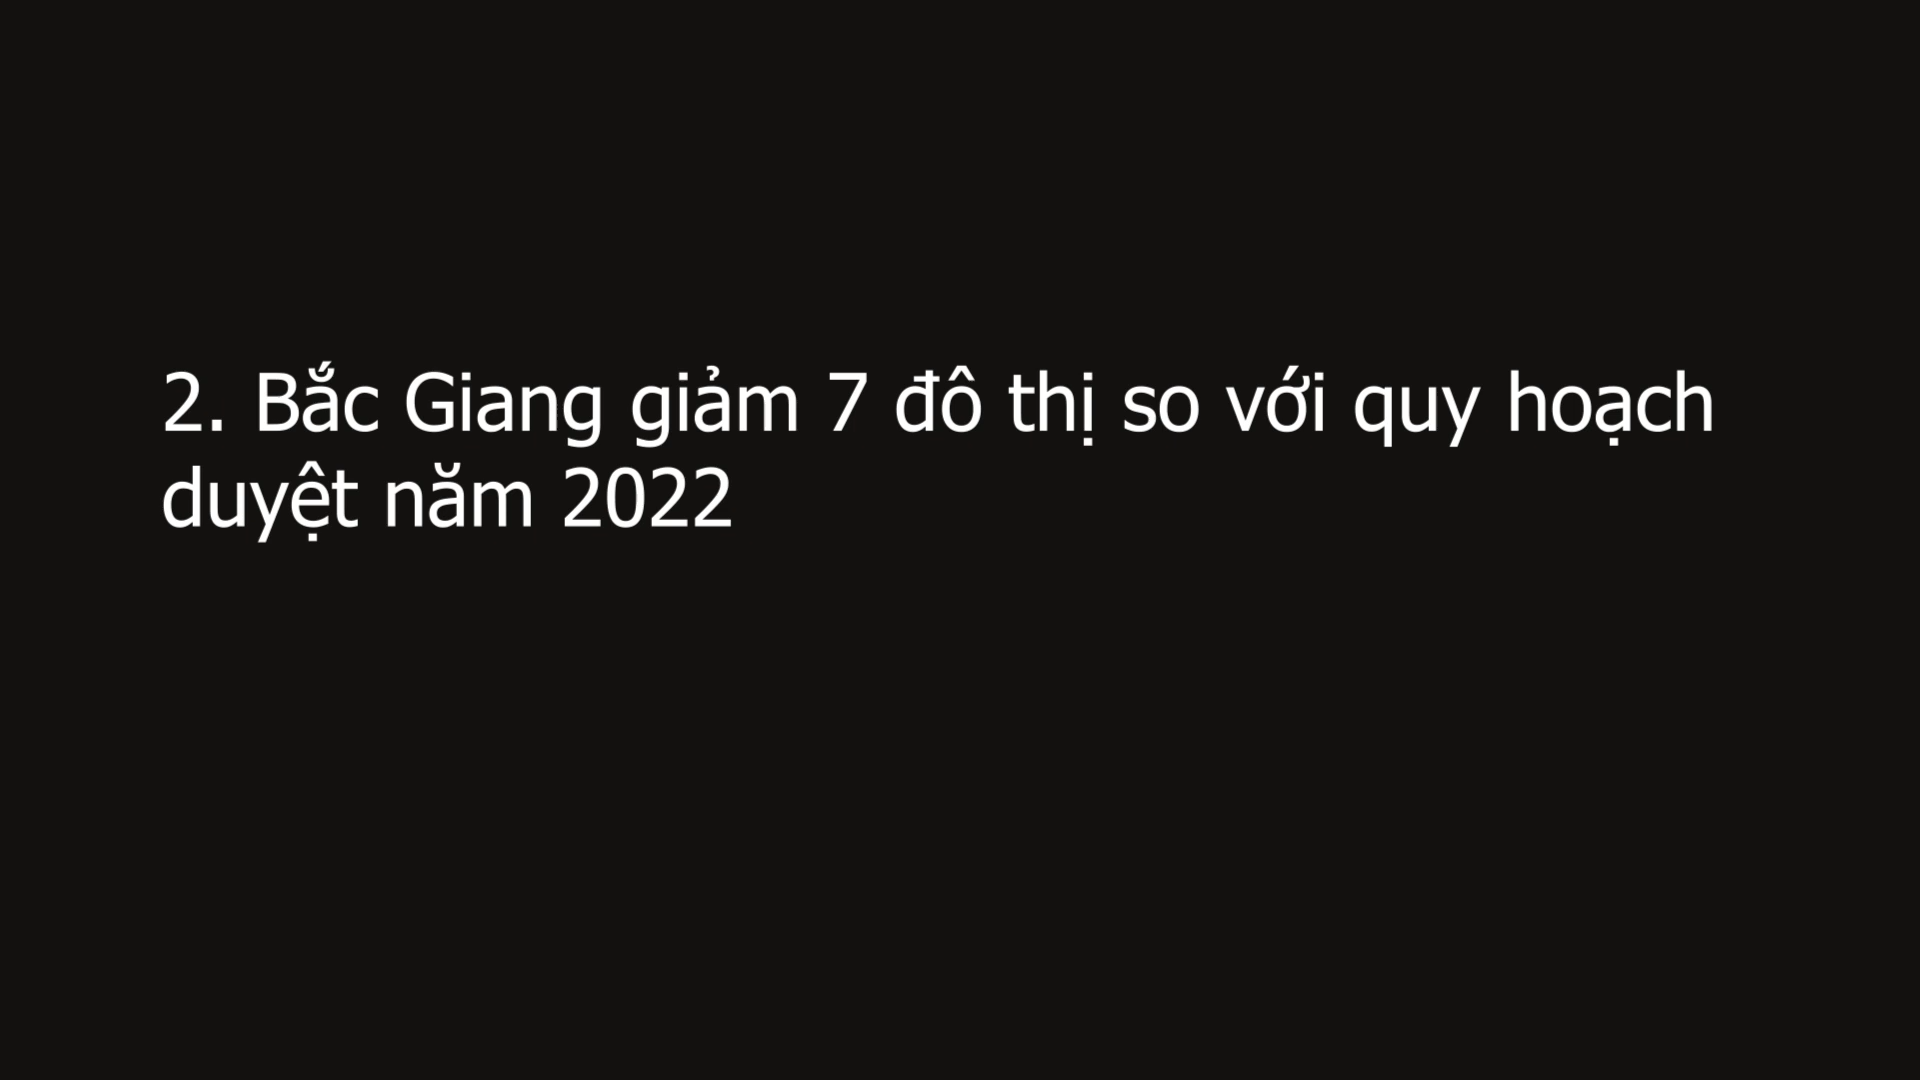 2. Bắc Giang giảm 7 đô thị so với quy hoạch
duyệt năm 2022